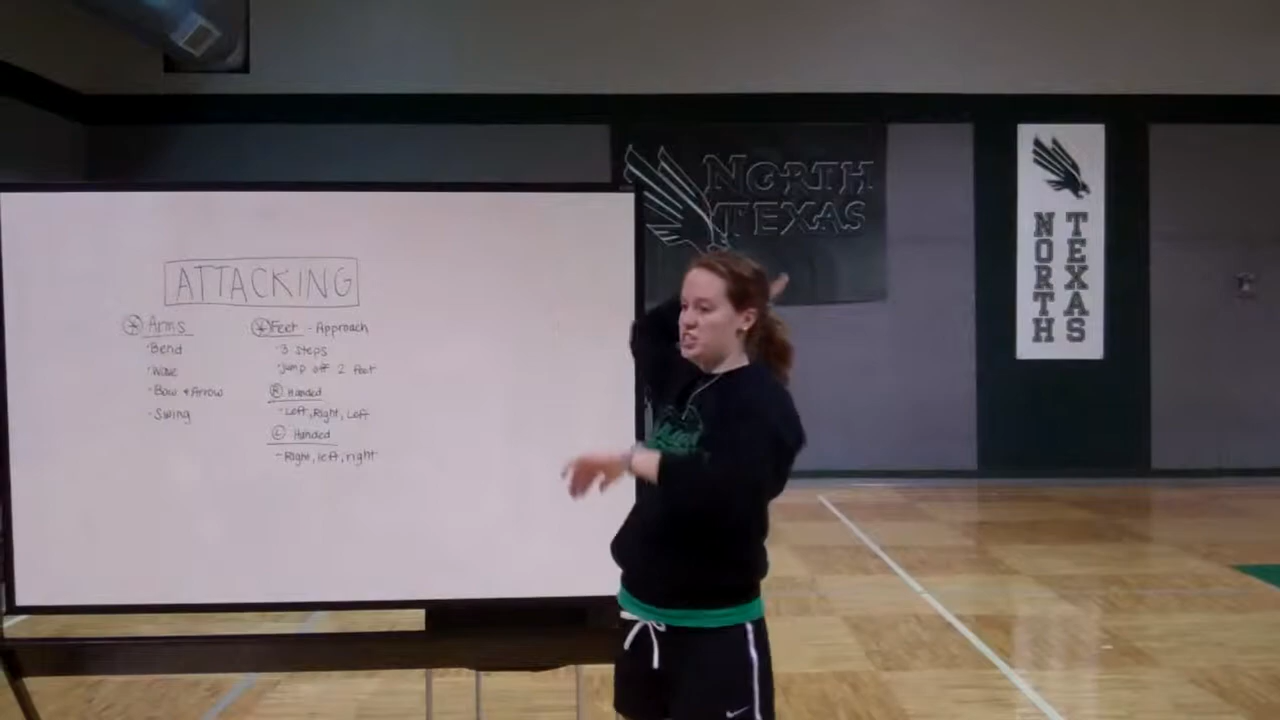 ATTACKING
Arms
-Bend
-Wave
-Bow + Arrow
-Swing
Feet - Approach
-3 steps
-Jump off 2 feet
R Handed
-Left, Right, Left
L Handed
-Right, left, right
NORTH
TEXAS
NORTH
TEXAS